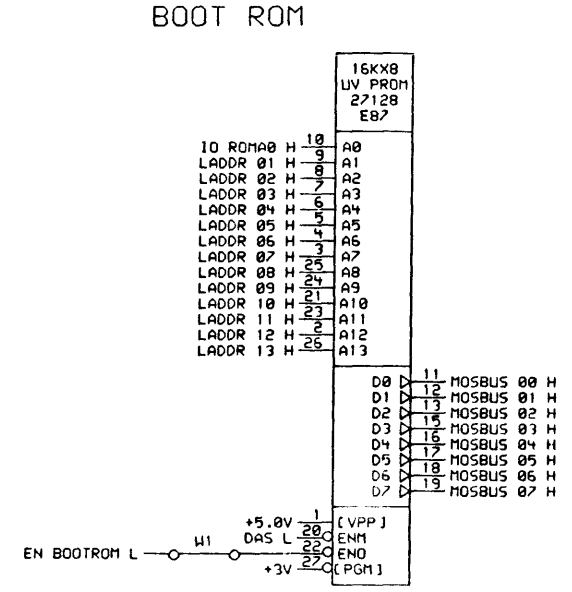 BOOT ROM
16KX8
UV PROM
27128
E87
IO ROMA0 H 10 A0
LADDR 01 H 9 A1
LADDR 02 H 8 A2
LADDR 03 H 7 A3
LADDR 04 H 6 A4
LADDR 05 H 5 A5
LADDR 06 H 4 A6
LADDR 07 H 3 A7
LADDR 08 H 25 A8
LADDR 09 H 24 A9
LADDR 10 H 21 A10
LADDR 11 H 23 A11
LADDR 12 H 2 A12
LADDR 13 H 26 A13
D0 11 MOSBUS 00 H
D1 12 MOSBUS 01 H
D2 13 MOSBUS 02 H
D3 15 MOSBUS 03 H
D4 16 MOSBUS 04 H
D5 17 MOSBUS 05 H
D6 18 MOSBUS 06 H
D7 19 MOSBUS 07 H
+5.0V 1 [VPP]
DAS L 20 ENM
EN BOOTROM L W1 22 ENO
+3V 27 [PGM]